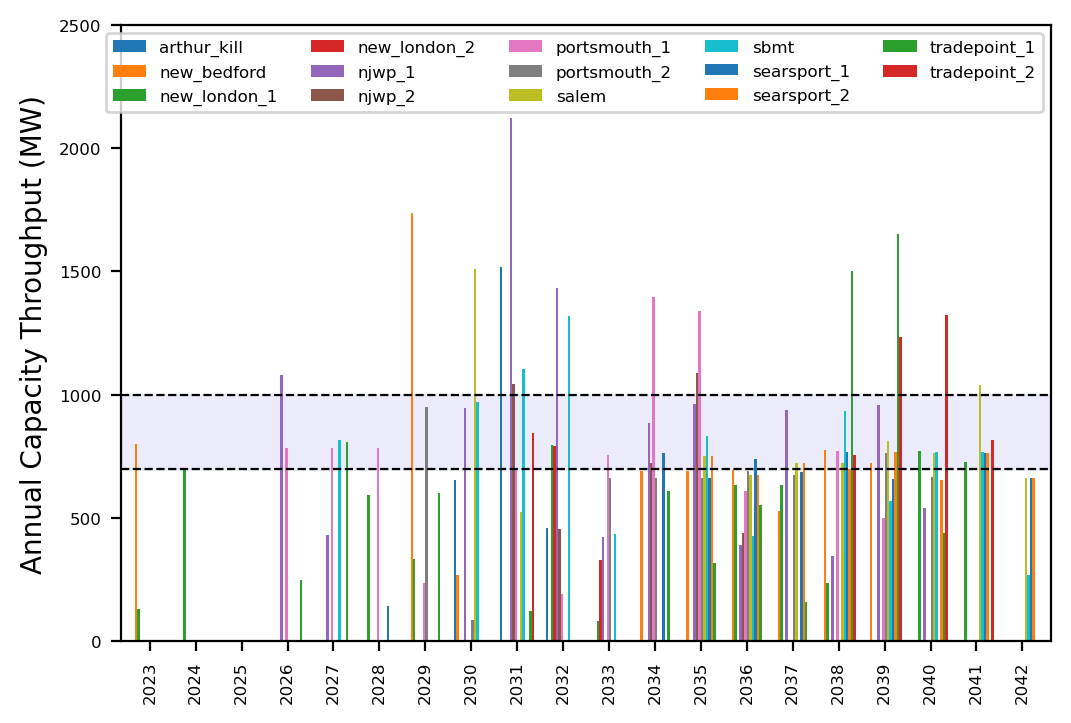 2500
2000
1500
1000
500
0
Annual Capacity Throughput (MW)
arthur_kill
new_bedford
new_london_1
new_london_2
njwp_1
njwp_2
portsmouth_1
portsmouth_2
salem
sbmt
searsport_1
searsport_2
tradepoint_1
tradepoint_2
2023
2024
2025
2026
2027
2028
2029
2030
2031
2032
2033
2034
2035
2036
2037
2038
2039
2040
2041
2042